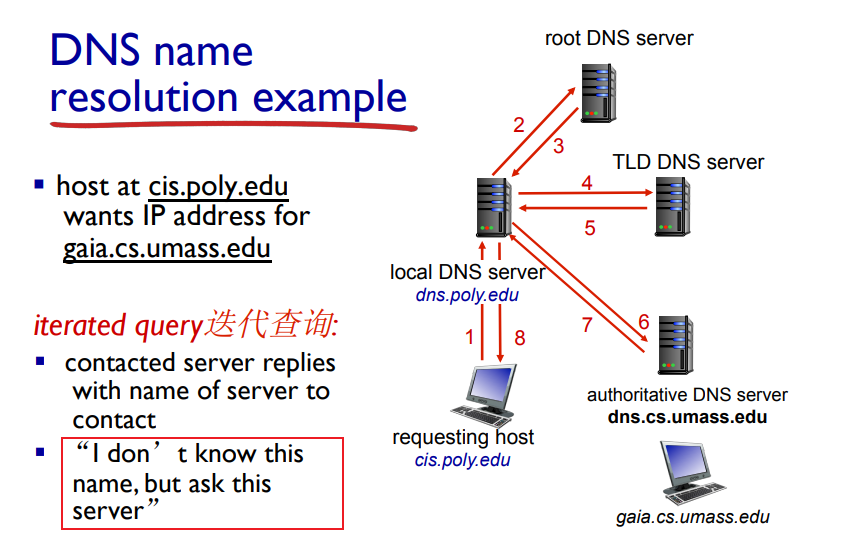 DNS name
resolution example
▪ host at cis.poly.edu
wants IP address for
gaia.cs.umass.edu
iterated query迭代查询:
▪ contacted server replies
with name of server to
contact
▪ “I don’t know this
name, but ask this
server”
root DNS server
2
3
TLD DNS server
4
5
local DNS server
dns.poly.edu
1
8
7
6
authoritative DNS server
dns.cs.umass.edu
requesting host
cis.poly.edu
gaia.cs.umass.edu